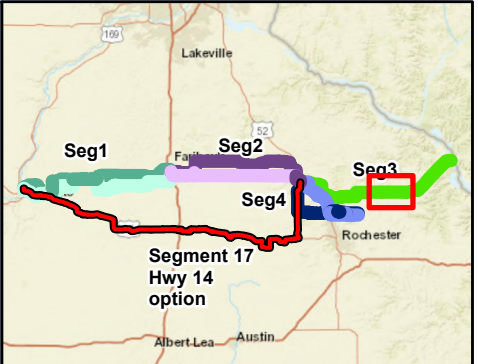 169
Lakeville
52
Seg1
Seg2
Seg3
Seg4
Rochester
Segment 17
Hwy 14
option
Albert Lea
Austin